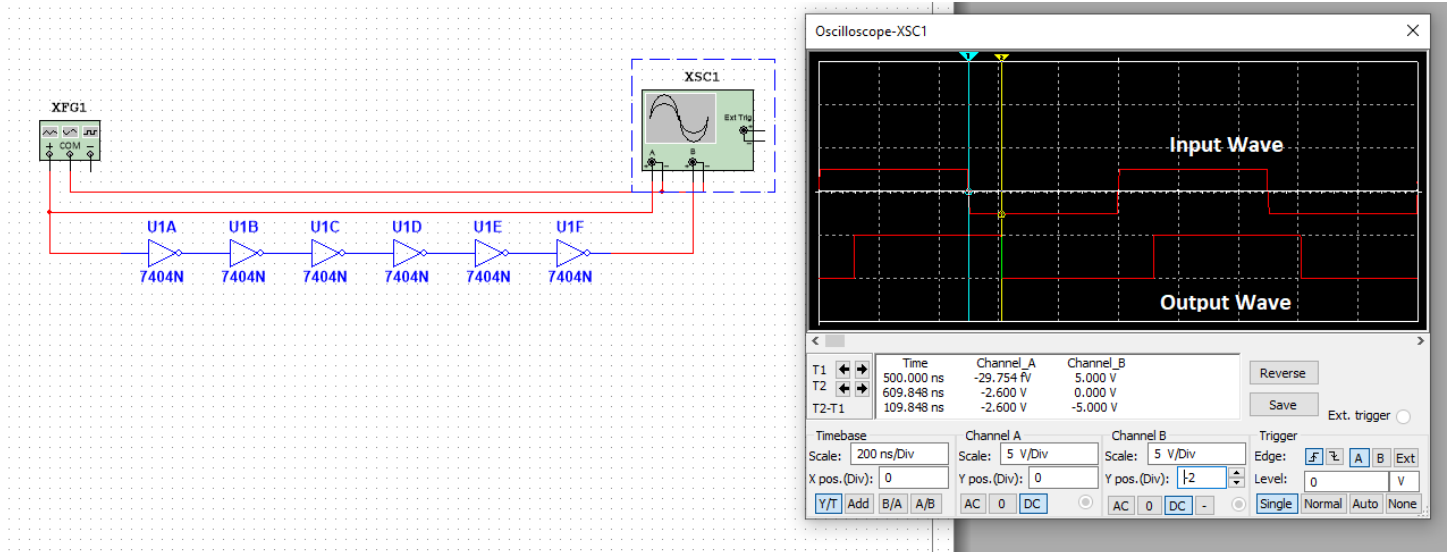 XFG1
COM
XSC1
Ext Trig
A B
U1A U1B U1C U1D U1E U1F
7404N 7404N 7404N 7404N 7404N 7404N
Oscilloscope-XSC1
1 2
Input Wave
Output Wave
Time Channel_A Channel_B
T1 500.000 ns -29.754 fV 5.000 V
T2 609.848 ns -2.600 V 0.000 V
T2-T1 109.848 ns -2.600 V -5.000 V
Reverse
Save
Ext. trigger
Timebase
Scale: 200 ns/Div
X pos.(Div): 0
Y/T Add B/A A/B
Channel A
Scale: 5 V/Div
Y pos.(Div): 0
AC 0 DC
Channel B
Scale: 5 V/Div
Y pos.(Div): -2
AC 0 DC -
Trigger
Edge: A B Ext
Level: 0 V
Single Normal Auto None